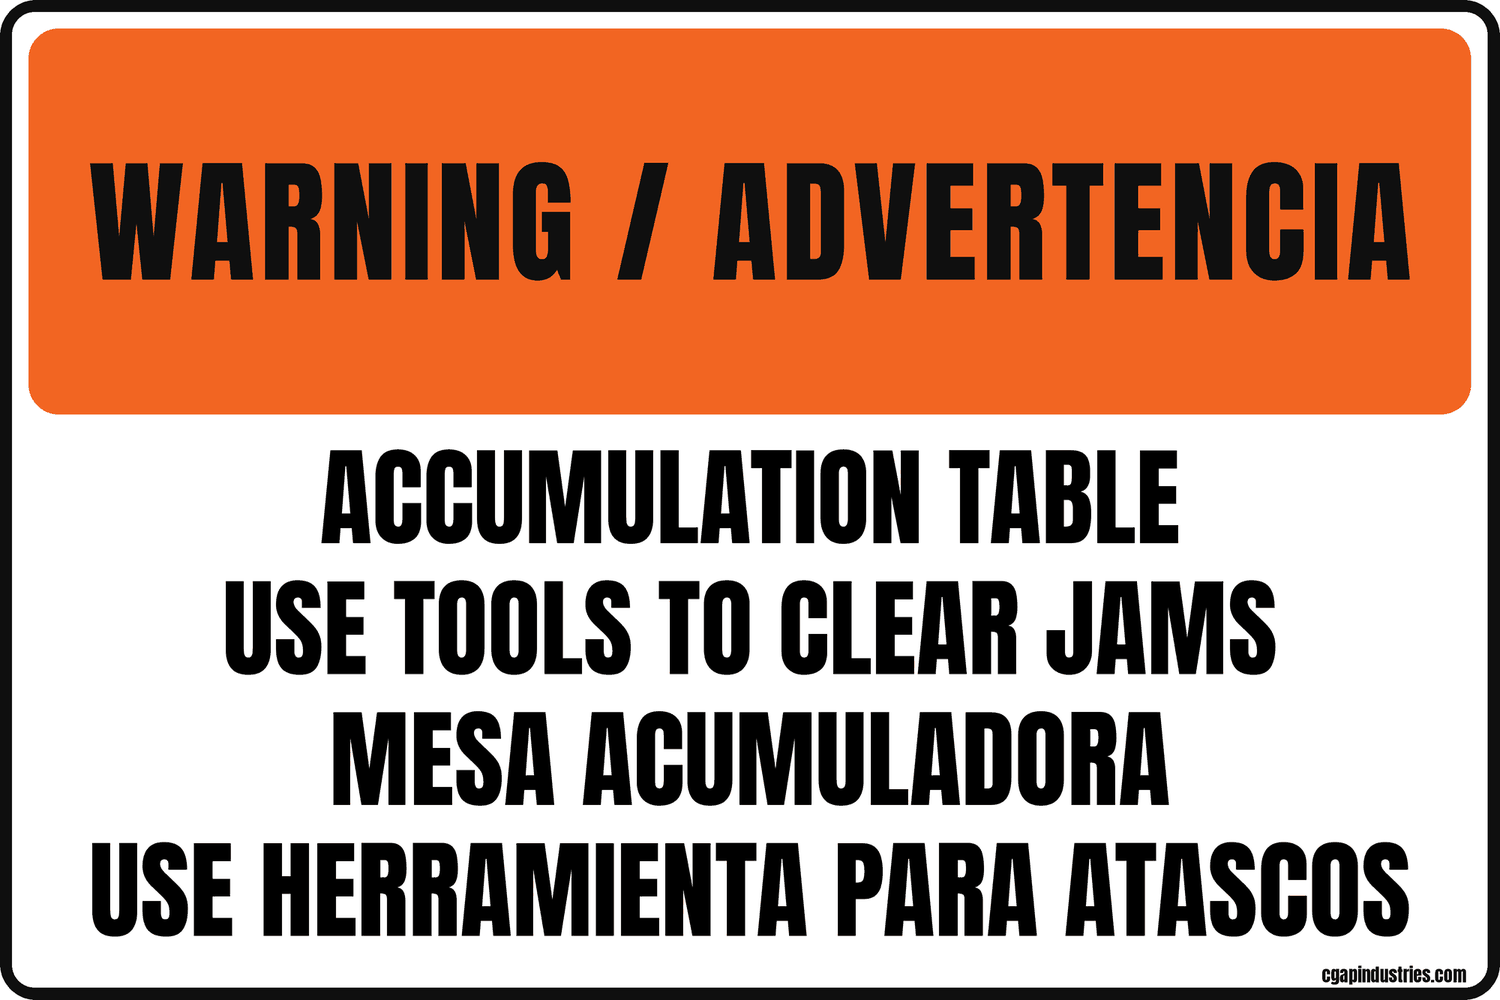 WARNING / ADVERTENCIA
ACCUMULATION TABLE
USE TOOLS TO CLEAR JAMS
MESA ACUMULADORA
USE HERRAMIENTA PARA ATASCOS
cgapindustries.com